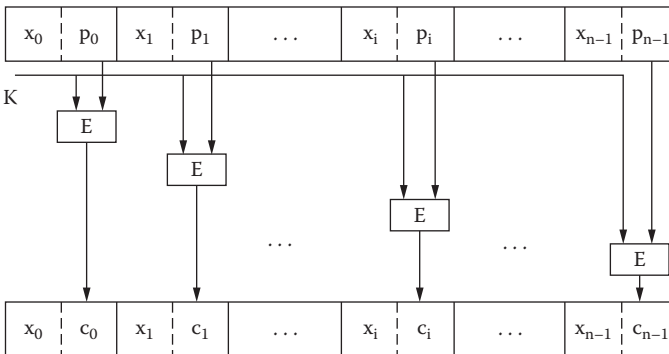 x₀ p₀ x₁ p₁ ... xᵢ pᵢ ... xₙ₋₁ pₙ₋₁
K
E
E
E
... ...
E
x₀ c₀ x₁ c₁ ... xᵢ cᵢ ... xₙ₋₁ cₙ₋₁